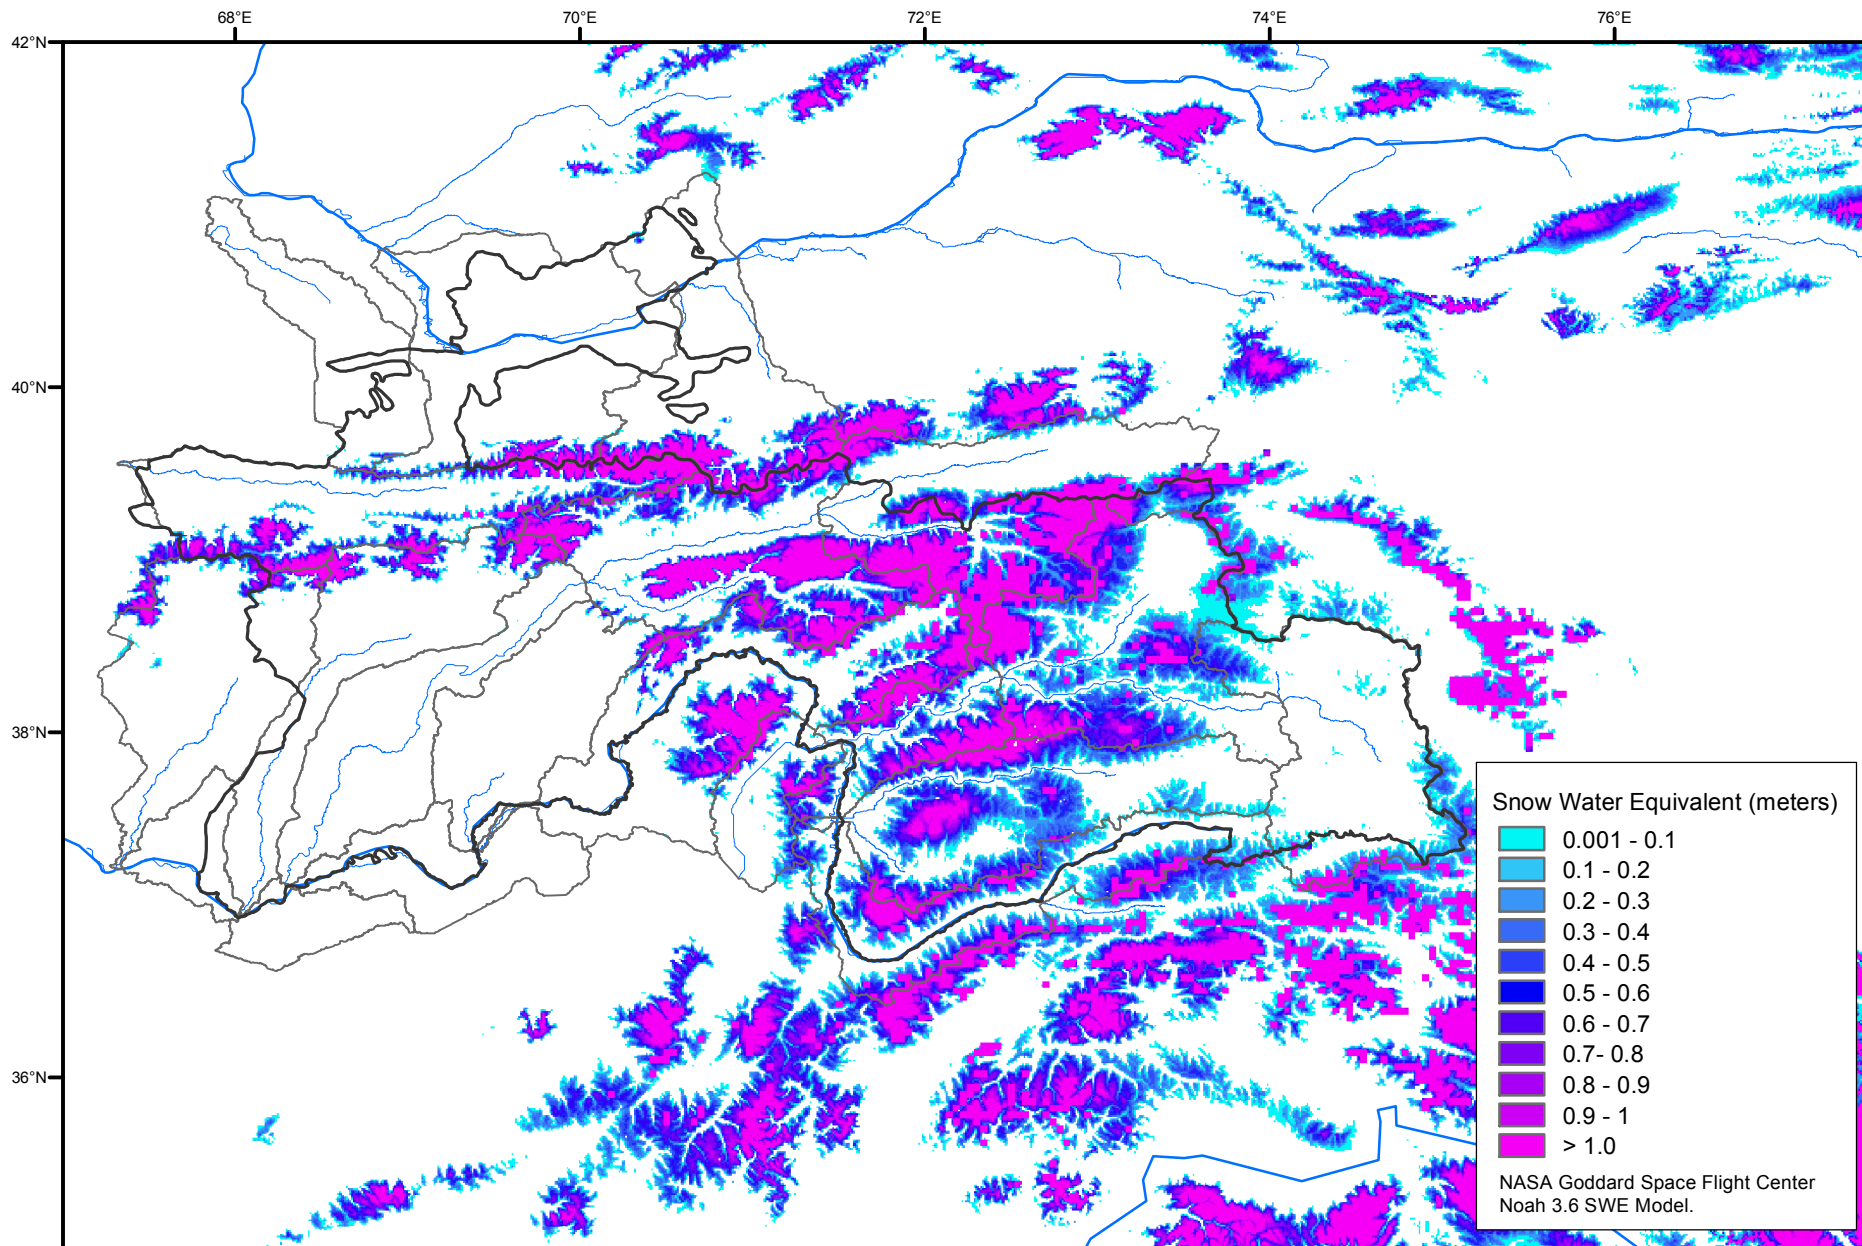 68°E
70°E
72°E
74°E
76°E
42°N
40°N
38°N
36°N
Snow Water Equivalent (meters)
0.001 - 0.1
0.1 - 0.2
0.2 - 0.3
0.3 - 0.4
0.4 - 0.5
0.5 - 0.6
0.6 - 0.7
0.7- 0.8
0.8 - 0.9
0.9 - 1
> 1.0
NASA Goddard Space Flight Center
Noah 3.6 SWE Model.